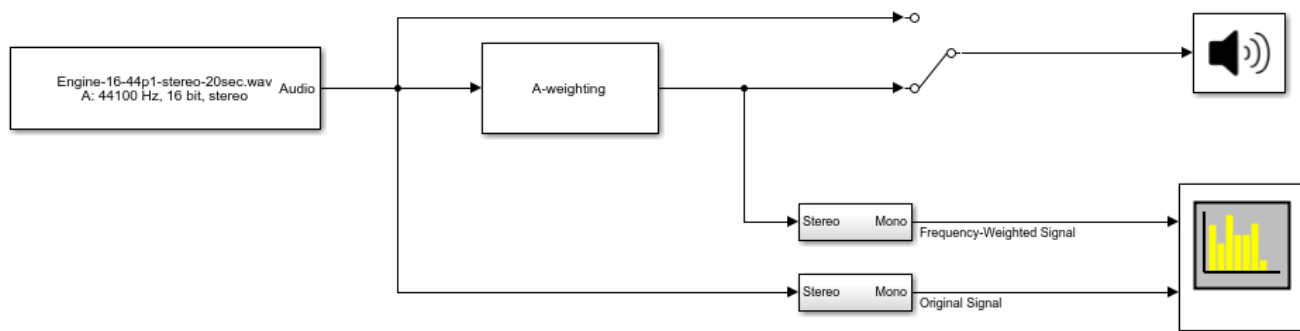 Engine-16-44p1-stereo-20sec.wav
A: 44100 Hz, 16 bit, stereo
Audio
A-weighting
Stereo Mono
Frequency-Weighted Signal
Stereo Mono
Original Signal